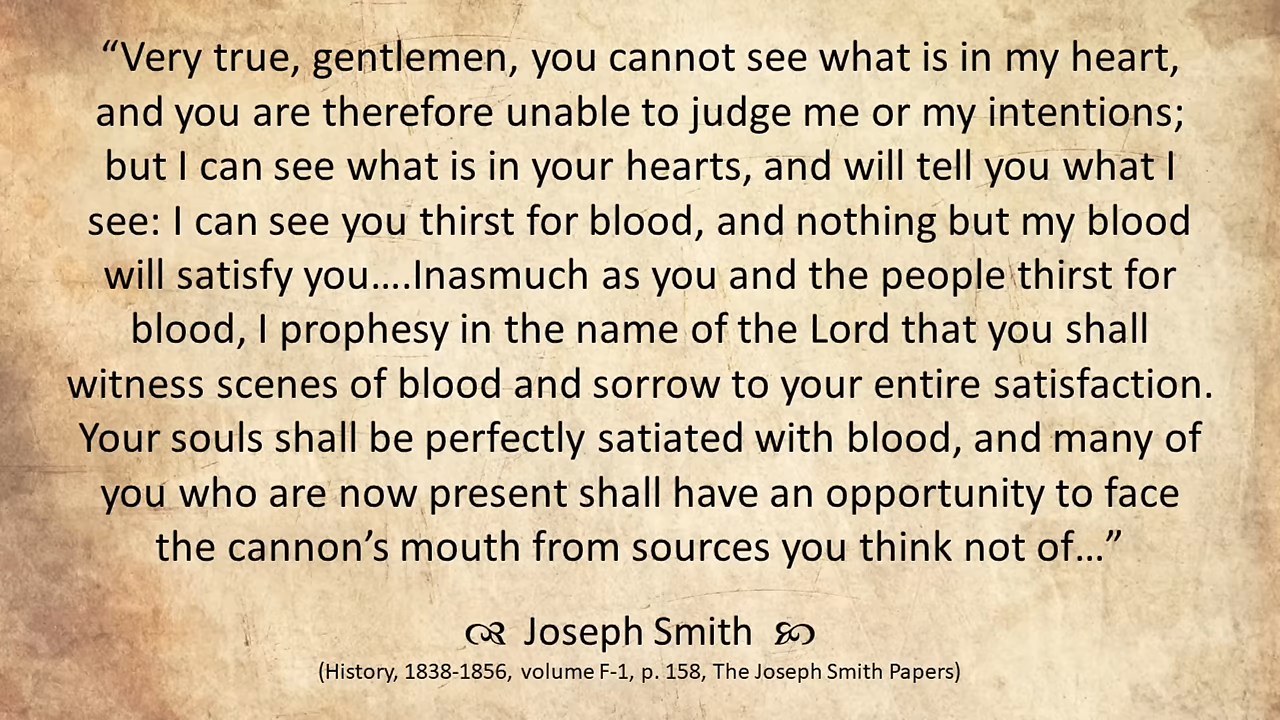 “Very true, gentlemen, you cannot see what is in my heart,
and you are therefore unable to judge me or my intentions;
but I can see what is in your hearts, and will tell you what I
see: I can see you thirst for blood, and nothing but my blood
will satisfy you….Inasmuch as you and the people thirst for
blood, I prophesy in the name of the Lord that you shall
witness scenes of blood and sorrow to your entire satisfaction.
Your souls shall be perfectly satiated with blood, and many of
you who are now present shall have an opportunity to face
the cannon’s mouth from sources you think not of…”
Joseph Smith
(History, 1838-1856, volume F-1, p. 158, The Joseph Smith Papers)